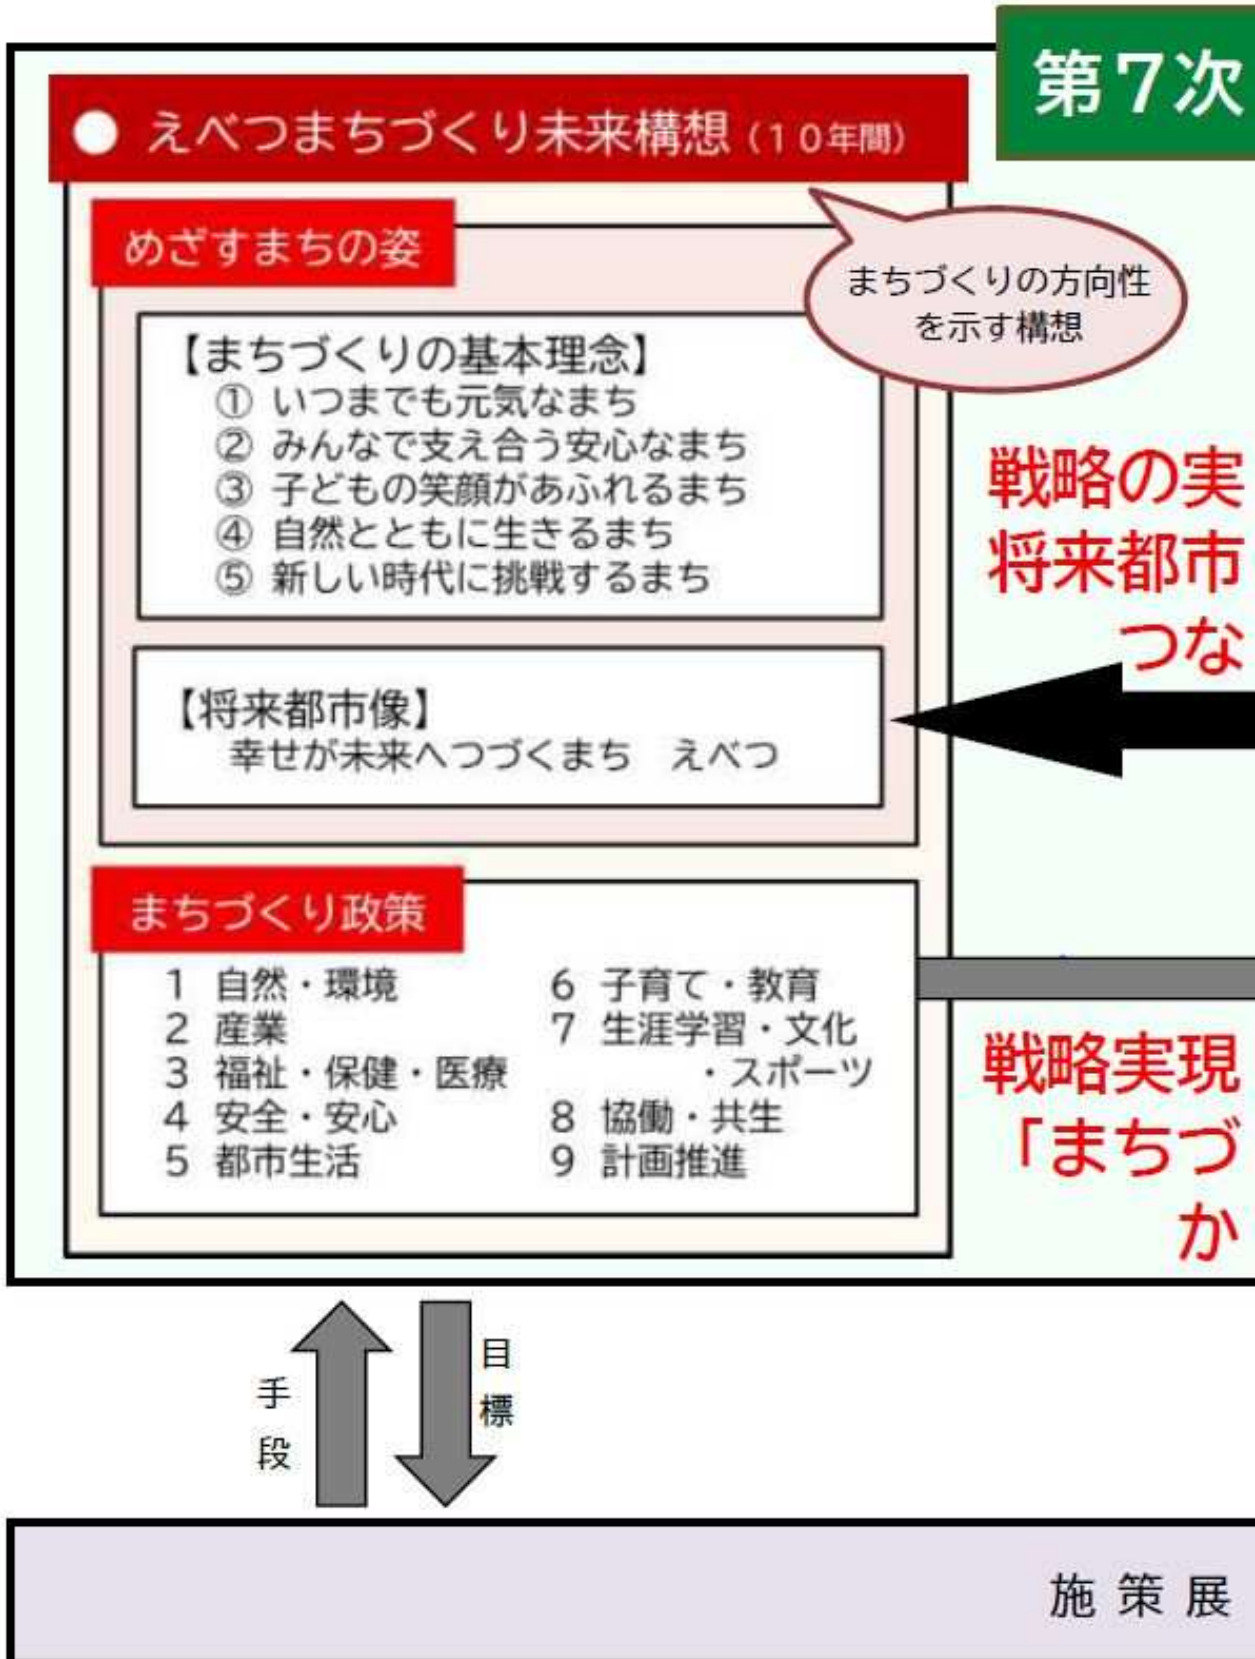 第7次
● えべつまちづくり未来構想（10年間）
まちづくりの方向性
を示す構想
めざすまちの姿
【まちづくりの基本理念】
① いつまでも元気なまち
② みんなで支え合う安心なまち
③ 子どもの笑顔があふれるまち
④ 自然とともに生きるまち
⑤ 新しい時代に挑戦するまち
【将来都市像】
幸せが未来へつづくまち　えべつ
戦略の実
将来都市
つな
まちづくり政策
1 自然・環境
2 産業
3 福祉・保健・医療
4 安全・安心
5 都市生活
6 子育て・教育
7 生涯学習・文化
・スポーツ
8 協働・共生
9 計画推進
戦略実現
「まちづ
か
手段
目標
施策展